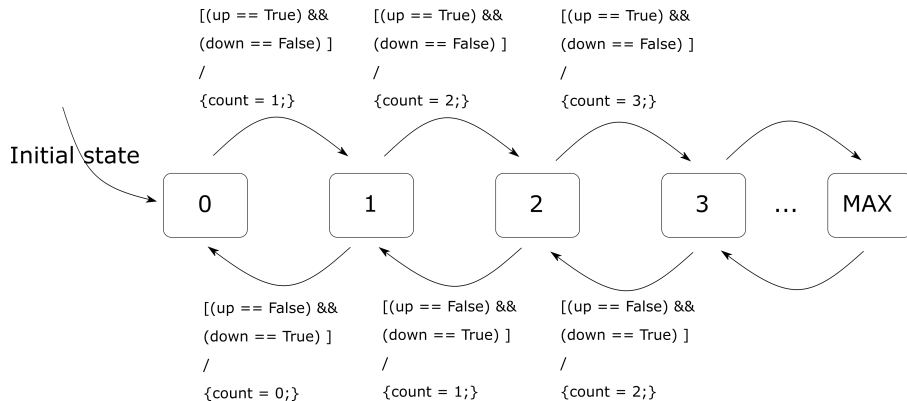 [(up == True) && [(up == True) && [(up == True) &&
(down == False) ] (down == False) ] (down == False) ]
/ / /
{count = 1;} {count = 2;} {count = 3;}
Initial state
0 1 2 3 ... MAX
[(up == False) && [(up == False) && [(up == False) &&
(down == True) ] (down == True) ] (down == True) ]
/ / /
{count = 0;} {count = 1;} {count = 2;}